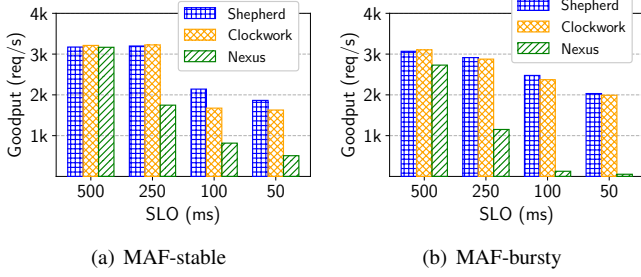 4k
3k
2k
1k
Goodput (req/s)
Shepherd
Clockwork
Nexus
500
250
100
50
SLO (ms)
(a) MAF-stable
4k
3k
2k
1k
Goodput (req/s)
Shepherd
Clockwork
Nexus
500
250
100
50
SLO (ms)
(b) MAF-bursty